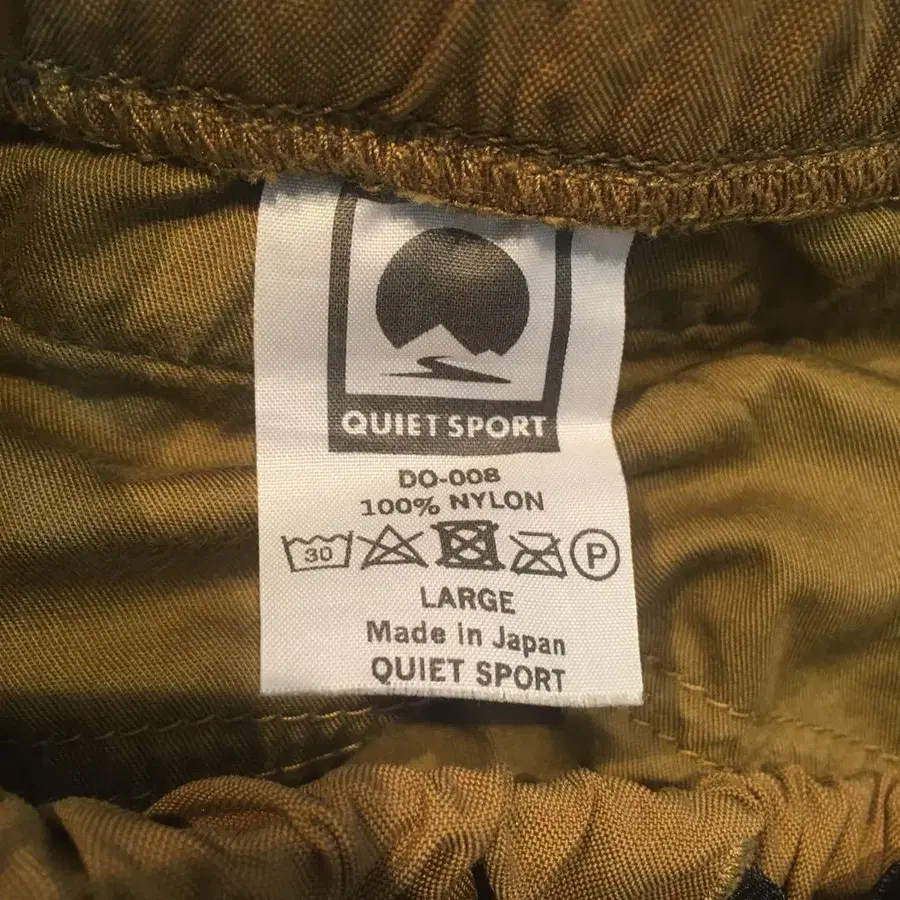 QUIET SPORT
DO-008
100% NYLON
30 P
LARGE
Made in Japan
QUIET SPORT